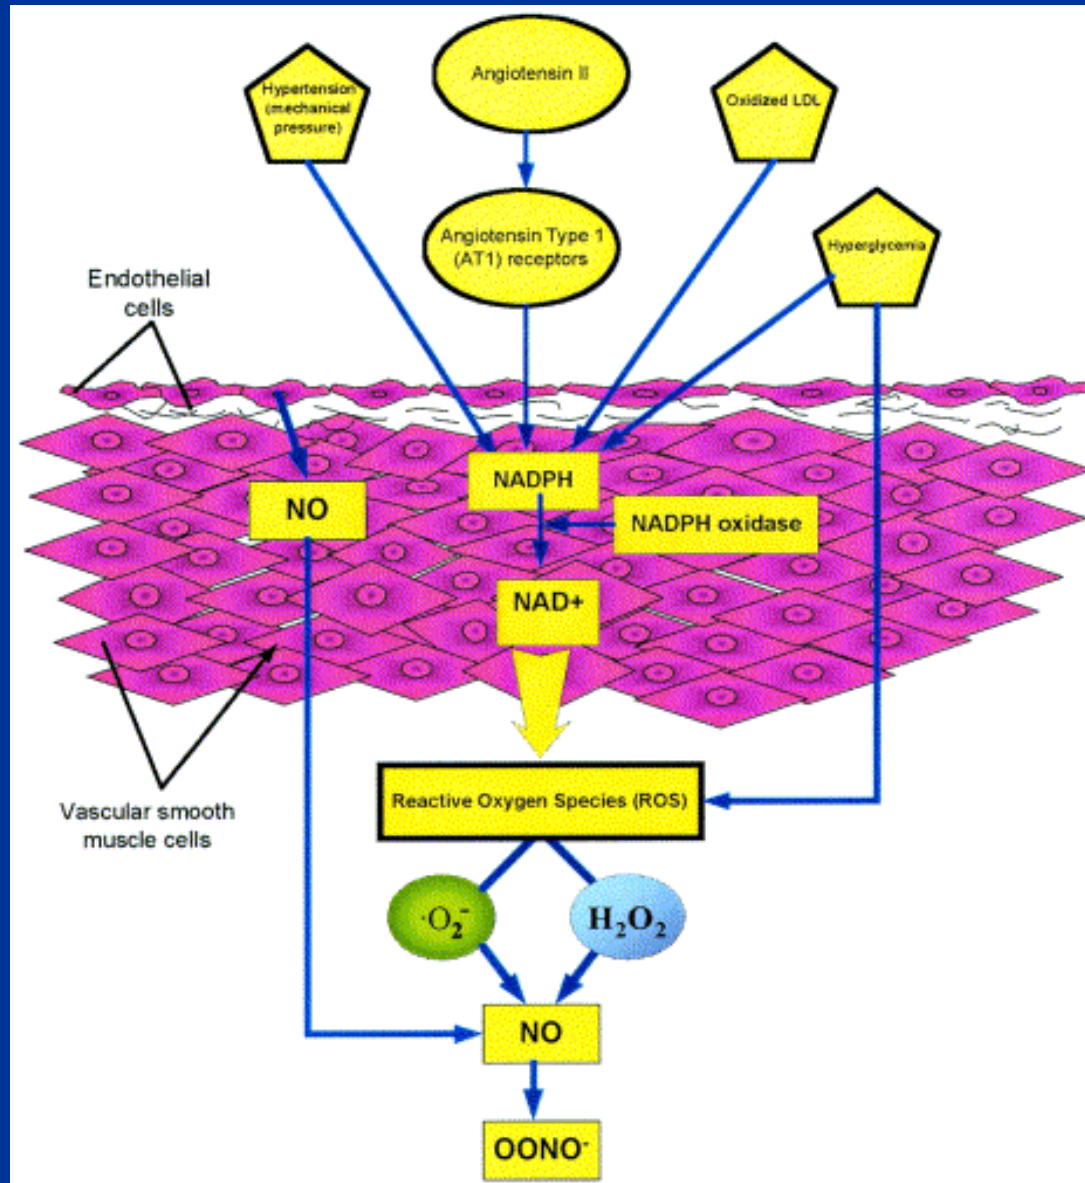 Hypertension
(mechanical
pressure)
Angiotensin II
Oxidized LDL
Angiotensin Type 1
(AT1) receptors
Hyperglycemia
Endothelial
cells
NADPH
NO
NADPH oxidase
NAD+
Reactive Oxygen Species (ROS)
Vascular smooth
muscle cells
·O₂⁻
H₂O₂
NO
OONO⁻